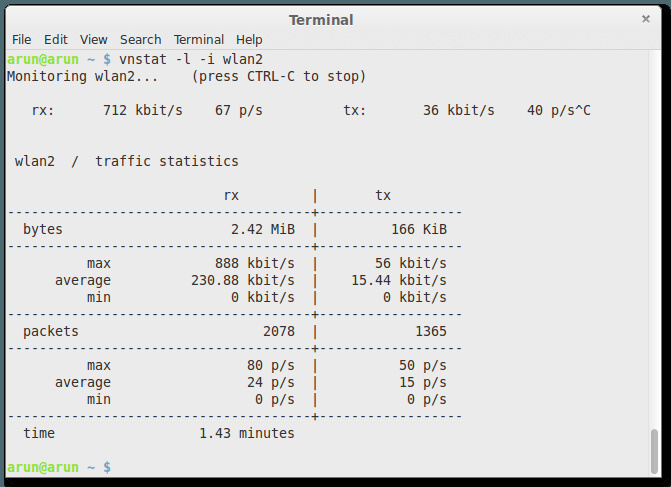 Terminal
×
File Edit View Search Terminal Help
arun@arun ~ $ vnstat -l -i wlan2
Monitoring wlan2...    (press CTRL-C to stop)
   rx:      712 kbit/s    67 p/s          tx:       36 kbit/s    40 p/s^C
 wlan2  /  traffic statistics
                           rx         |       tx
--------------------------------------+------------------
  bytes                     2.42 MiB  |         166 KiB
--------------------------------------+------------------
          max             888 kbit/s  |       56 kbit/s
      average          230.88 kbit/s  |    15.44 kbit/s
          min               0 kbit/s  |        0 kbit/s
--------------------------------------+------------------
  packets                       2078  |            1365
--------------------------------------+------------------
          max                 80 p/s  |          50 p/s
      average                 24 p/s  |          15 p/s
          min                  0 p/s  |           0 p/s
--------------------------------------+------------------
  time                  1.43 minutes
arun@arun ~ $